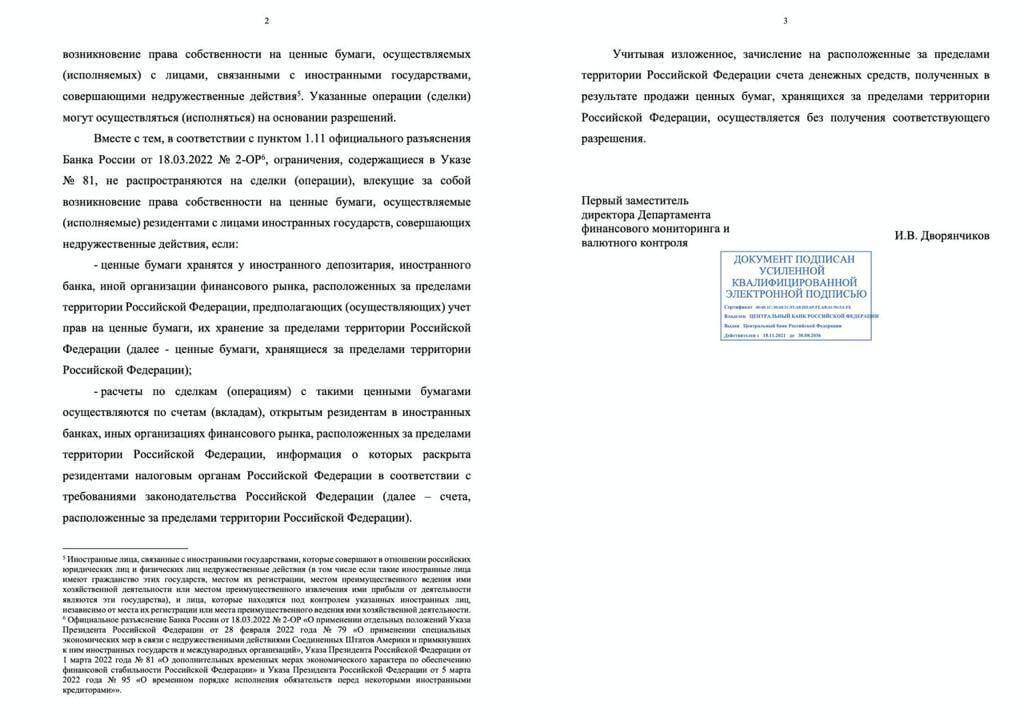 2
возникновение права собственности на ценные бумаги, осуществляемых
(исполняемых) с лицами, связанными с иностранными государствами,
совершающими недружественные действия⁵. Указанные операции (сделки)
могут осуществляться (исполняться) на основании разрешений.
Вместе с тем, в соответствии с пунктом 1.11 официального разъяснения
Банка России от 18.03.2022 № 2-ОР⁶, ограничения, содержащиеся в Указе
№ 81, не распространяются на сделки (операции), влекущие за собой
возникновение права собственности на ценные бумаги, осуществляемые
(исполняемые) резидентами с лицами иностранных государств, совершающих
недружественные действия, если:
- ценные бумаги хранятся у иностранного депозитария, иностранного
банка, иной организации финансового рынка, расположенных за пределами
территории Российской Федерации, предполагающих (осуществляющих) учет
прав на ценные бумаги, их хранение за пределами территории Российской
Федерации (далее - ценные бумаги, хранящиеся за пределами территории
Российской Федерации);
- расчеты по сделкам (операциям) с такими ценными бумагами
осуществляются по счетам (вкладам), открытым резидентам в иностранных
банках, иных организациях финансового рынка, расположенных за пределами
территории Российской Федерации, информация о которых раскрыта
резидентами налоговым органам Российской Федерации в соответствии с
требованиями законодательства Российской Федерации (далее – счета,
расположенные за пределами территории Российской Федерации).
⁵ Иностранные лица, связанные с иностранными государствами, которые совершают в отношении российских
юридических лиц и физических лиц недружественные действия (в том числе если такие иностранные лица
имеют гражданство этих государств, местом их регистрации, местом преимущественного ведения ими
хозяйственной деятельности или местом преимущественного извлечения ими прибыли от деятельности
являются эти государства), и лица, которые находятся под контролем указанных иностранных лиц,
независимо от места их регистрации или места преимущественного ведения ими хозяйственной деятельности.
⁶ Официальное разъяснение Банка России от 18.03.2022 № 2-ОР «О применении отдельных положений Указа
Президента Российской Федерации от 28 февраля 2022 года № 79 «О применении специальных
экономических мер в связи с недружественными действиями Соединенных Штатов Америки и примкнувших
к ним иностранных государств и международных организаций», Указа Президента Российской Федерации от
1 марта 2022 года № 81 «О дополнительных временных мерах экономического характера по обеспечению
финансовой стабильности Российской Федерации» и Указа Президента Российской Федерации от 5 марта
2022 года № 95 «О временном порядке исполнения обязательств перед некоторыми иностранными
кредиторами»».
3
Учитывая изложенное, зачисление на расположенные за пределами
территории Российской Федерации счета денежных средств, полученных в
результате продажи ценных бумаг, хранящихся за пределами территории
Российской Федерации, осуществляется без получения соответствующего
разрешения.
Первый заместитель
директора Департамента
финансового мониторинга и
валютного контроля
И.В. Дворянчиков
ДОКУМЕНТ ПОДПИСАН
УСИЛЕННОЙ
КВАЛИФИЦИРОВАННОЙ
ЭЛЕКТРОННОЙ ПОДПИСЬЮ
Сертификат
Владелец ЦЕНТРАЛЬНЫЙ БАНК РОССИЙСКОЙ ФЕДЕРАЦИИ
Выдан Центральный банк Российской Федерации
Действителен с 18.11.2021 до